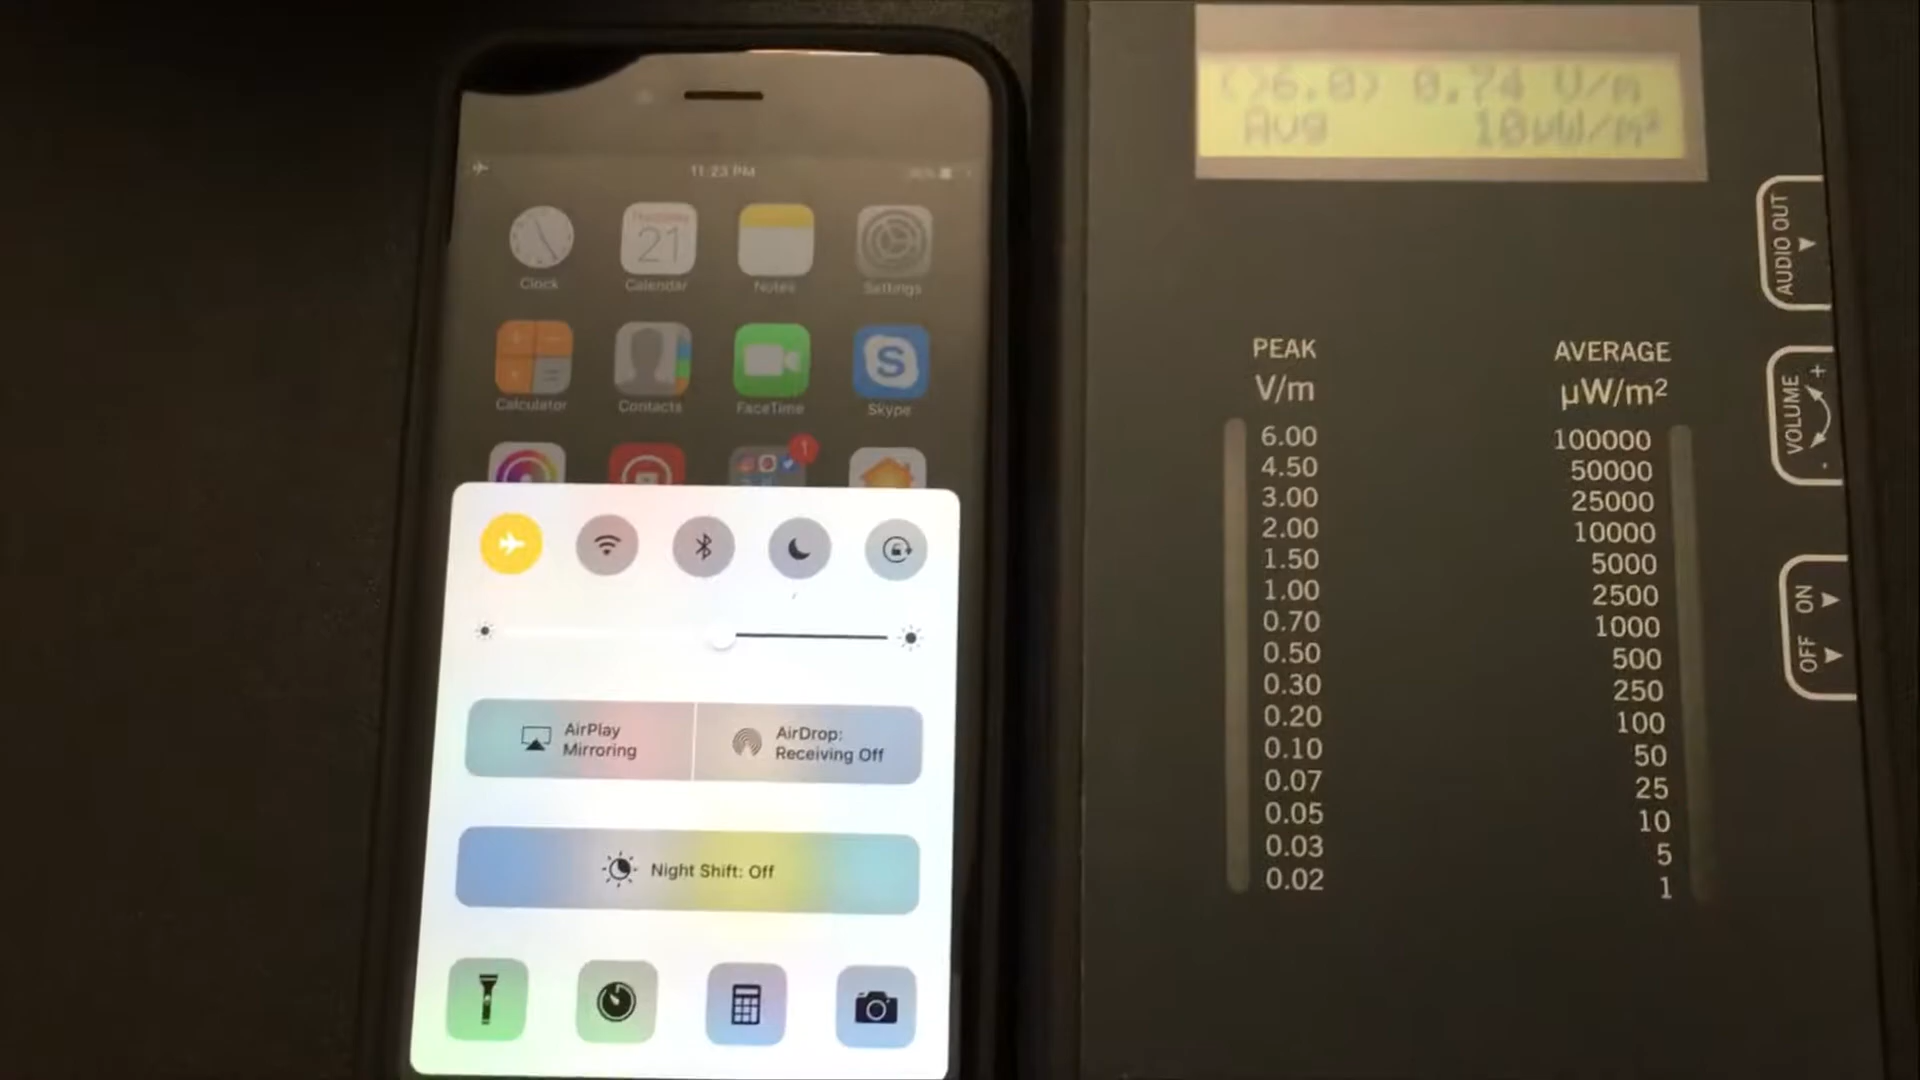 11:23 PM
Thursday
21
Clock
Calendar
Notes
Settings
Calculator
Contacts
FaceTime
Skype
1
AirPlay
Mirroring
AirDrop:
Receiving Off
Night Shift: Off
(>6.0) 0.74 V/m
Avg 10µW/m²
PEAK
V/m
6.00
4.50
3.00
2.00
1.50
1.00
0.70
0.50
0.30
0.20
0.10
0.07
0.05
0.03
0.02
AVERAGE
µW/m²
100000
50000
25000
10000
5000
2500
1000
500
250
100
50
25
10
5
1
AUDIO OUT
VOLUME
- +
OFF ON